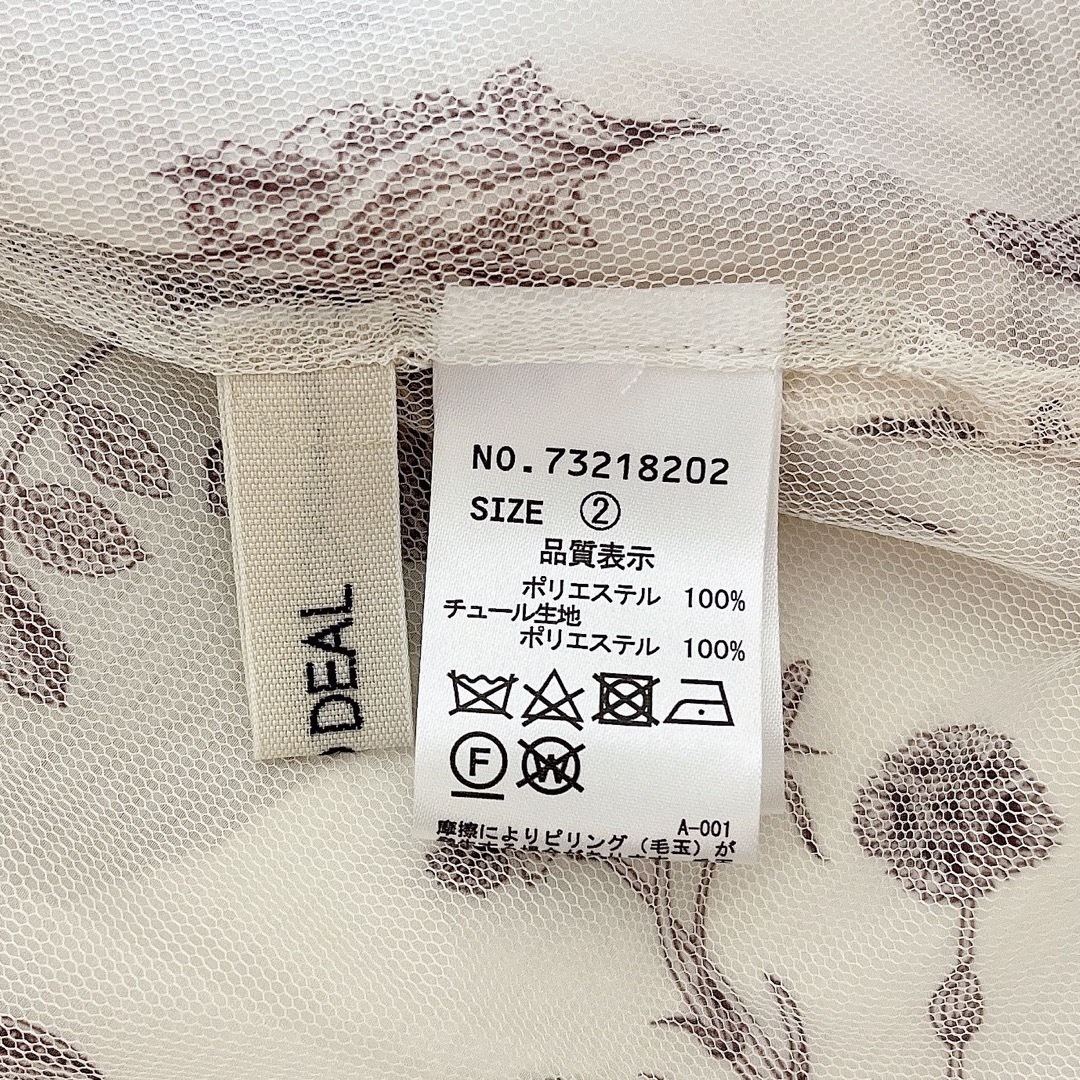 DEAL
NO.73218202
SIZE ②
品質表示
ポリエステル 100%
チュール生地
ポリエステル 100%
F
W
A-001
摩擦によりピリング(毛玉)が